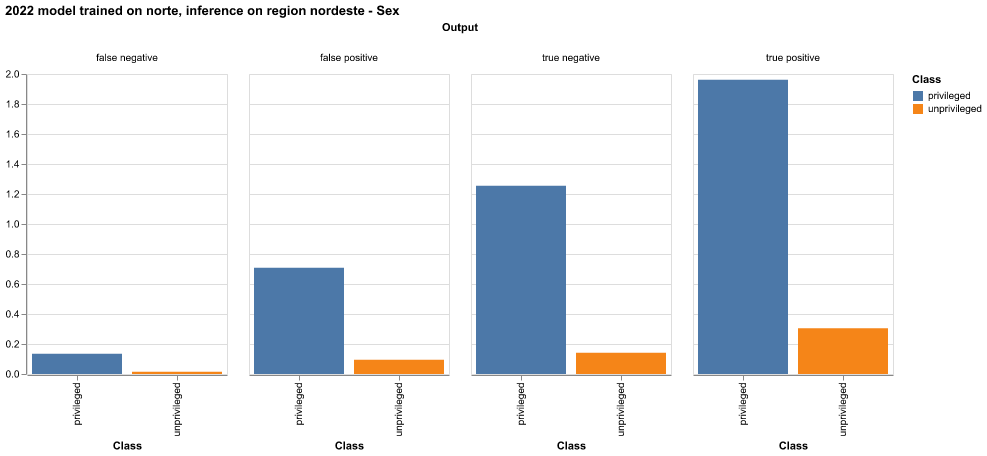 2022 model trained on norte, inference on region nordeste - Sex
Output
false negative
false positive
true negative
true positive
2.0
1.8
1.6
1.4
1.2
1.0
0.8
0.6
0.4
0.2
0.0
privileged
unprivileged
privileged
unprivileged
privileged
unprivileged
privileged
unprivileged
Class
Class
Class
Class
Class
privileged
unprivileged